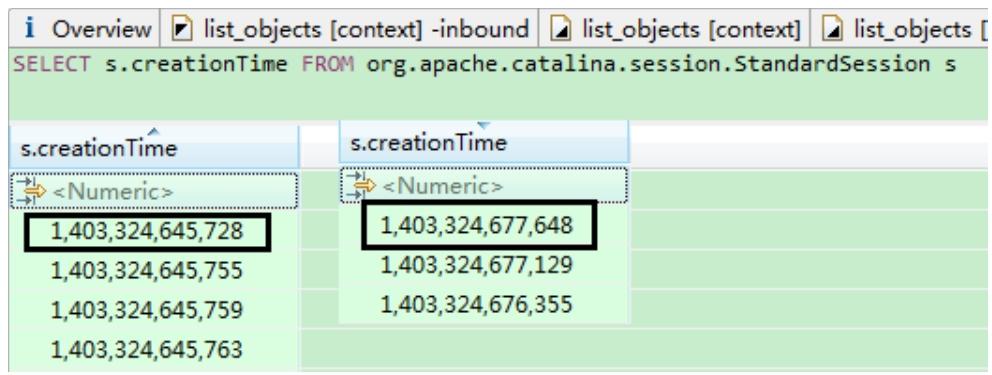 i Overview list_objects [context] -inbound list_objects [context] list_objects [
SELECT s.creationTime FROM org.apache.catalina.session.StandardSession s
s.creationTime s.creationTime
<Numeric> <Numeric>
1,403,324,645,728 1,403,324,677,648
1,403,324,645,755 1,403,324,677,129
1,403,324,645,759 1,403,324,676,355
1,403,324,645,763